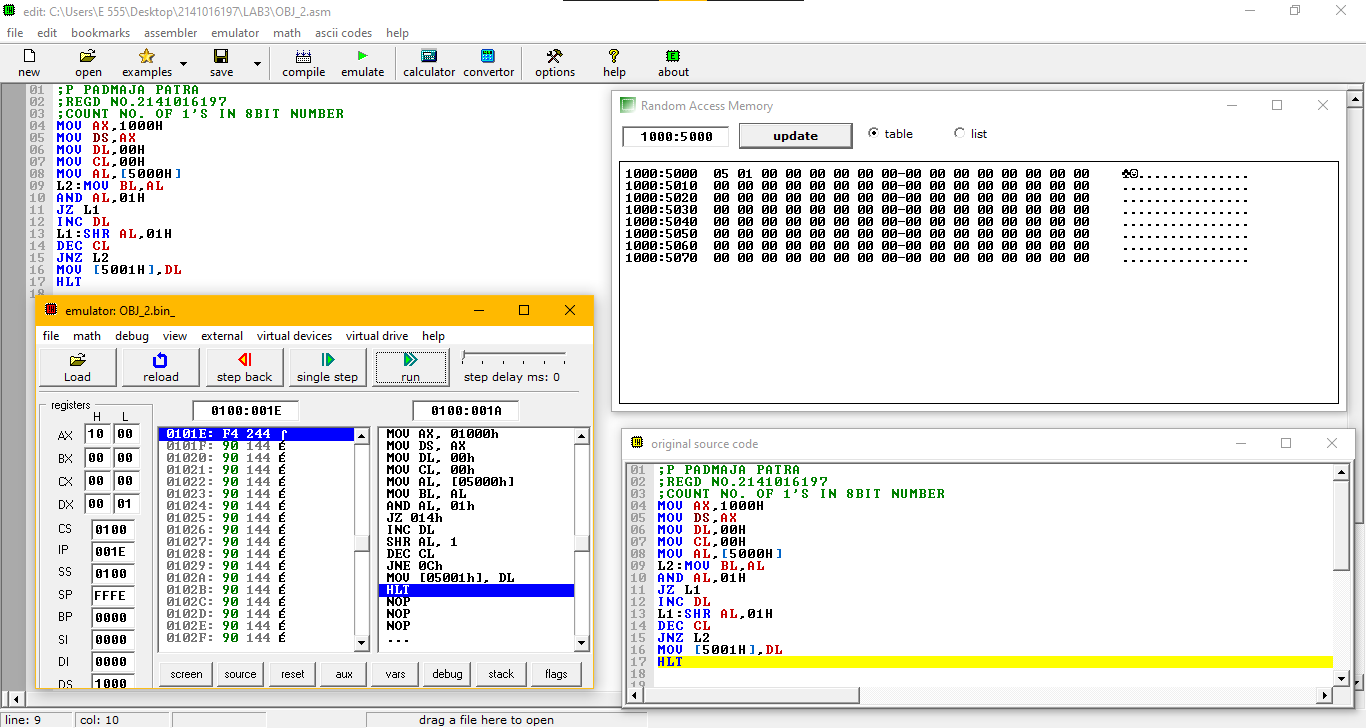 edit: C:\Users\E 555\Desktop\2141016197\LAB3\OBJ_2.asm
file edit bookmarks assembler emulator math ascii codes help
new open examples save compile emulate calculator convertor options help about
01 ;P PADMAJA PATRA
02 ;REGD NO.2141016197
03 ;COUNT NO. OF 1'S IN 8BIT NUMBER
04 MOV AX,1000H
05 MOV DS,AX
06 MOV DL,00H
07 MOV CL,00H
08 MOV AL,[5000H]
09 L2:MOV BL,AL
10 AND AL,01H
11 JZ L1
12 INC DL
13 L1:SHR AL,01H
14 DEC CL
15 JNZ L2
16 MOV [5001H],DL
17 HLT
18
Random Access Memory
1000:5000 update table list
1000:5000 05 01 00 00 00 00 00 00-00 00 00 00 00 00 00 00 ♣☺..............
1000:5010 00 00 00 00 00 00 00 00-00 00 00 00 00 00 00 00 ................
1000:5020 00 00 00 00 00 00 00 00-00 00 00 00 00 00 00 00 ................
1000:5030 00 00 00 00 00 00 00 00-00 00 00 00 00 00 00 00 ................
1000:5040 00 00 00 00 00 00 00 00-00 00 00 00 00 00 00 00 ................
1000:5050 00 00 00 00 00 00 00 00-00 00 00 00 00 00 00 00 ................
1000:5060 00 00 00 00 00 00 00 00-00 00 00 00 00 00 00 00 ................
1000:5070 00 00 00 00 00 00 00 00-00 00 00 00 00 00 00 00 ................
emulator: OBJ_2.bin_
file math debug view external virtual devices virtual drive help
Load reload step back single step run step delay ms: 0
registers
H L
AX 10 00
BX 00 00
CX 00 00
DX 00 01
CS 0100
IP 001E
SS 0100
SP FFFE
BP 0000
SI 0000
DI 0000
DS 1000
0100:001E
0101E: F4 244 ⌠
0101F: 90 144 É
01020: 90 144 É
01021: 90 144 É
01022: 90 144 É
01023: 90 144 É
01024: 90 144 É
01025: 90 144 É
01026: 90 144 É
01027: 90 144 É
01028: 90 144 É
01029: 90 144 É
0102A: 90 144 É
0102B: 90 144 É
0102C: 90 144 É
0102D: 90 144 É
0102E: 90 144 É
0102F: 90 144 É
0100:001A
MOV AX, 01000h
MOV DS, AX
MOV DL, 00h
MOV CL, 00h
MOV AL, [05000h]
MOV BL, AL
AND AL, 01h
JZ 014h
INC DL
SHR AL, 1
DEC CL
JNE 0Ch
MOV [05001h], DL
HLT
NOP
NOP
NOP
...
screen source reset aux vars debug stack flags
original source code
01 ;P PADMAJA PATRA
02 ;REGD NO.2141016197
03 ;COUNT NO. OF 1'S IN 8BIT NUMBER
04 MOV AX,1000H
05 MOV DS,AX
06 MOV DL,00H
07 MOV CL,00H
08 MOV AL,[5000H]
09 L2:MOV BL,AL
10 AND AL,01H
11 JZ L1
12 INC DL
13 L1:SHR AL,01H
14 DEC CL
15 JNZ L2
16 MOV [5001H],DL
17 HLT
18
19
line: 9 col: 10 drag a file here to open